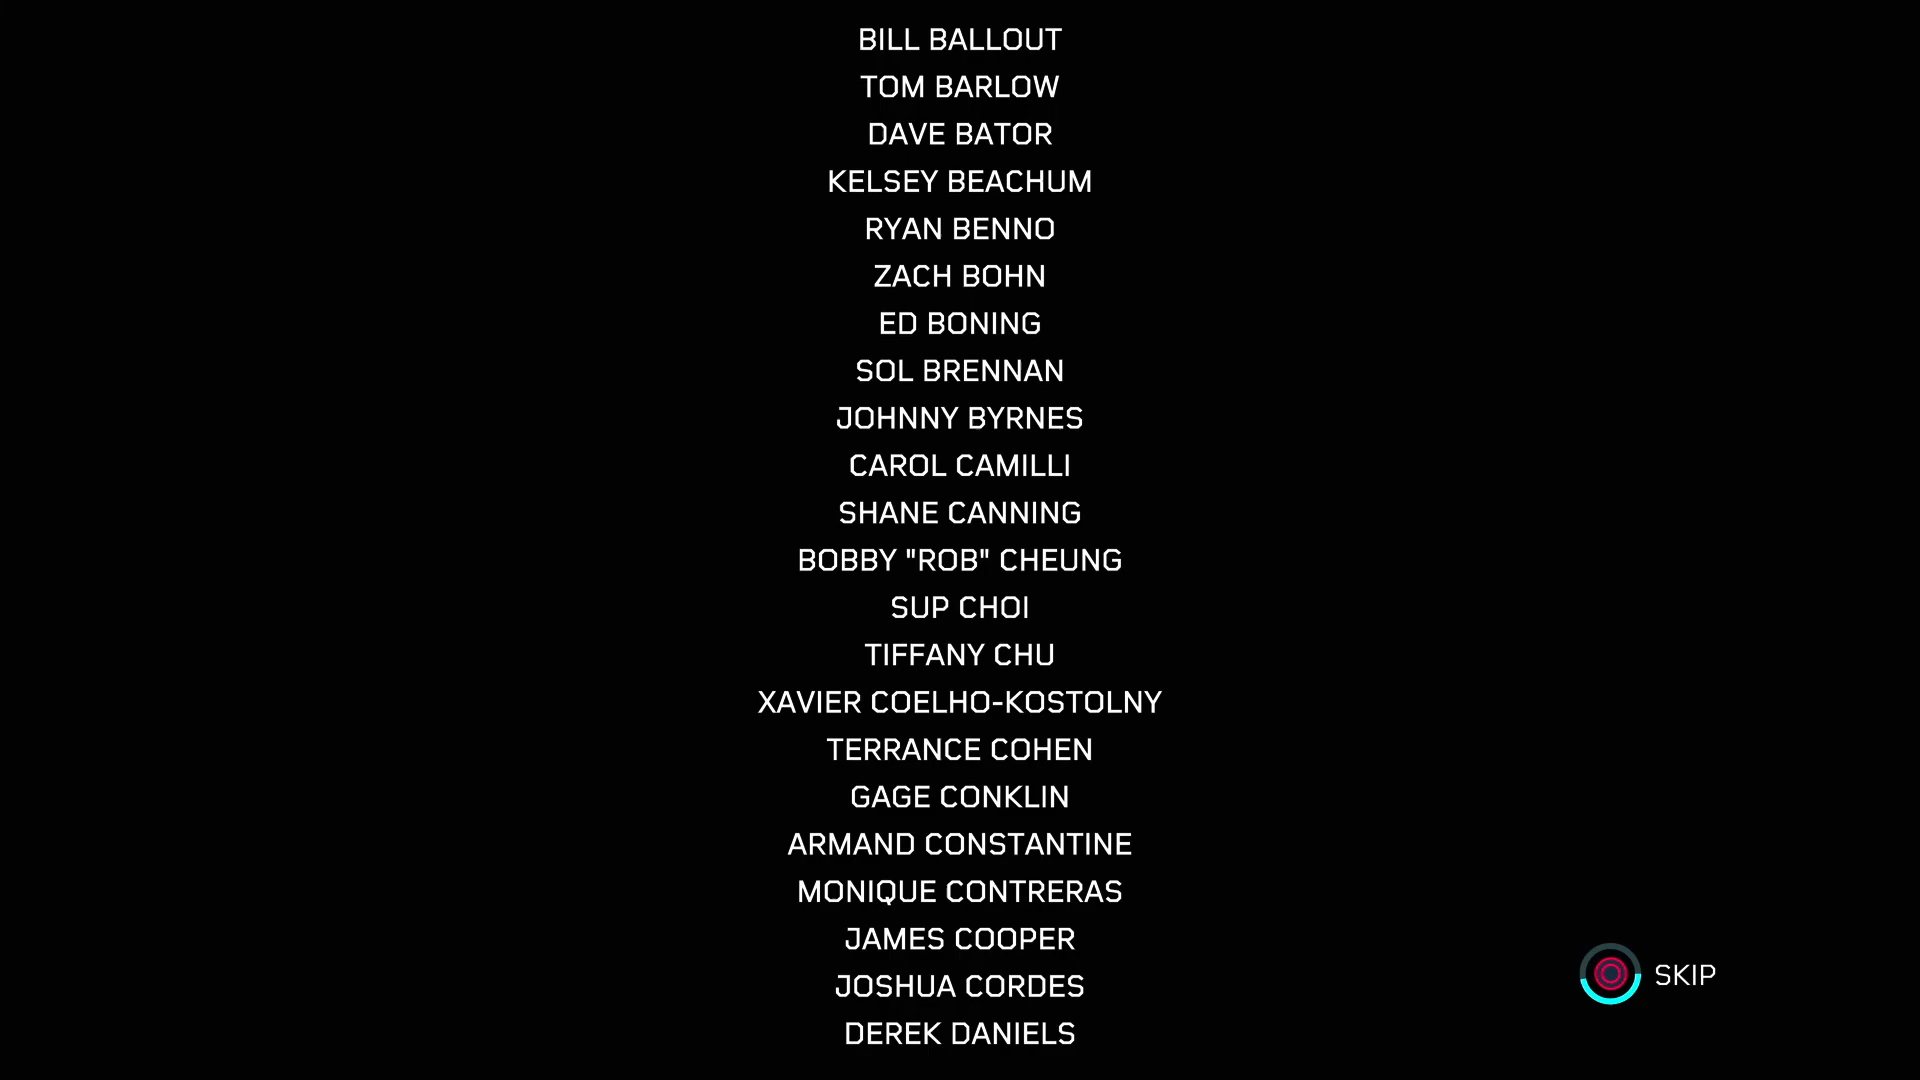 BILL BALLOUT
TOM BARLOW
DAVE BATOR
KELSEY BEACHUM
RYAN BENNO
ZACH BOHN
ED BONING
SOL BRENNAN
JOHNNY BYRNES
CAROL CAMILLI
SHANE CANNING
BOBBY "ROB" CHEUNG
SUP CHOI
TIFFANY CHU
XAVIER COELHO-KOSTOLNY
TERRANCE COHEN
GAGE CONKLIN
ARMAND CONSTANTINE
MONIQUE CONTRERAS
JAMES COOPER
SKIP
JOSHUA CORDES
DEREK DANIELS